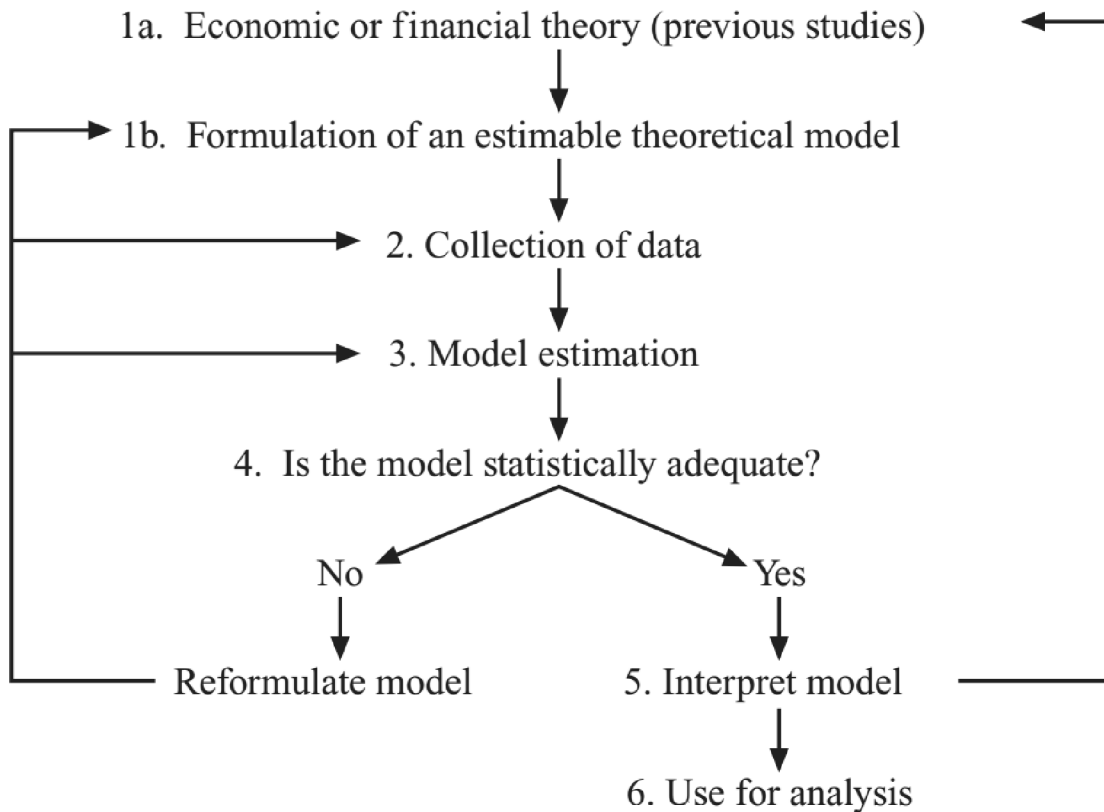 1a. Economic or financial theory (previous studies)
1b. Formulation of an estimable theoretical model
2. Collection of data
3. Model estimation
4. Is the model statistically adequate?
No
Yes
Reformulate model
5. Interpret model
6. Use for analysis